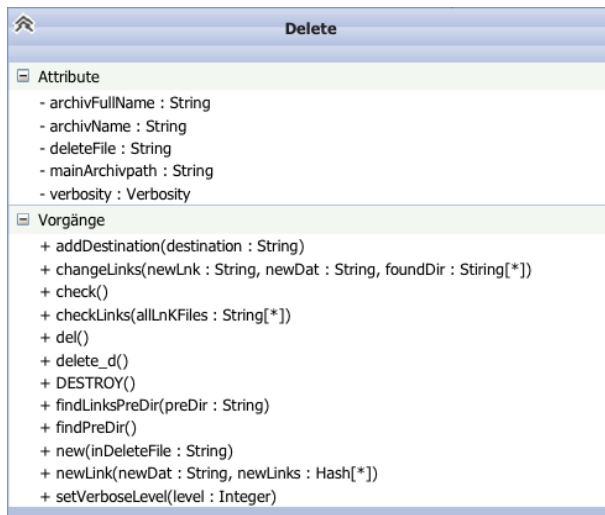 Delete
Attribute
- archivFullName : String
- archivName : String
- deleteFile : String
- mainArchivpath : String
- verbosity : Verbosity
Vorgänge
+ addDestination(destination : String)
+ changeLinks(newLnk : String, newDat : String, foundDir : Stiring[*])
+ check()
+ checkLinks(allLnKFiles : String[*])
+ del()
+ delete_d()
+ DESTROY()
+ findLinksPreDir(preDir : String)
+ findPreDir()
+ new(inDeleteFile : String)
+ newLink(newDat : String, newLinks : Hash[*])
+ setVerboseLevel(level : Integer)